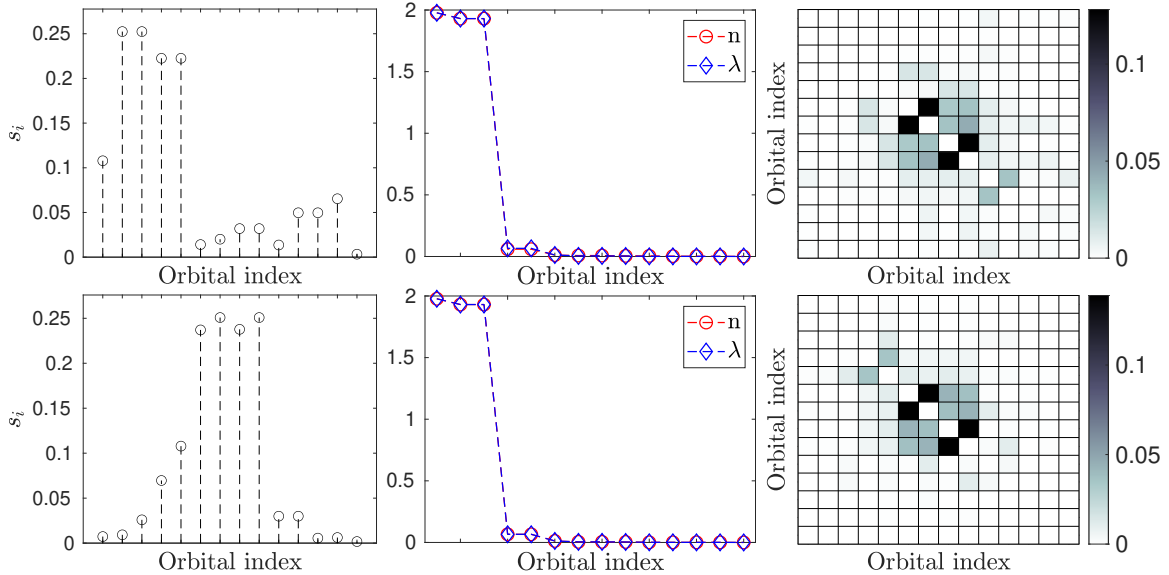 0.25
0.2
0.15
0.1
0.05
0
s_i
Orbital index
2
1.5
1
0.5
0
n
λ
Orbital index
Orbital index
Orbital index
0.1
0.05
0
0.25
0.2
0.15
0.1
0.05
0
s_i
Orbital index
2
1.5
1
0.5
0
n
λ
Orbital index
Orbital index
Orbital index
0.1
0.05
0